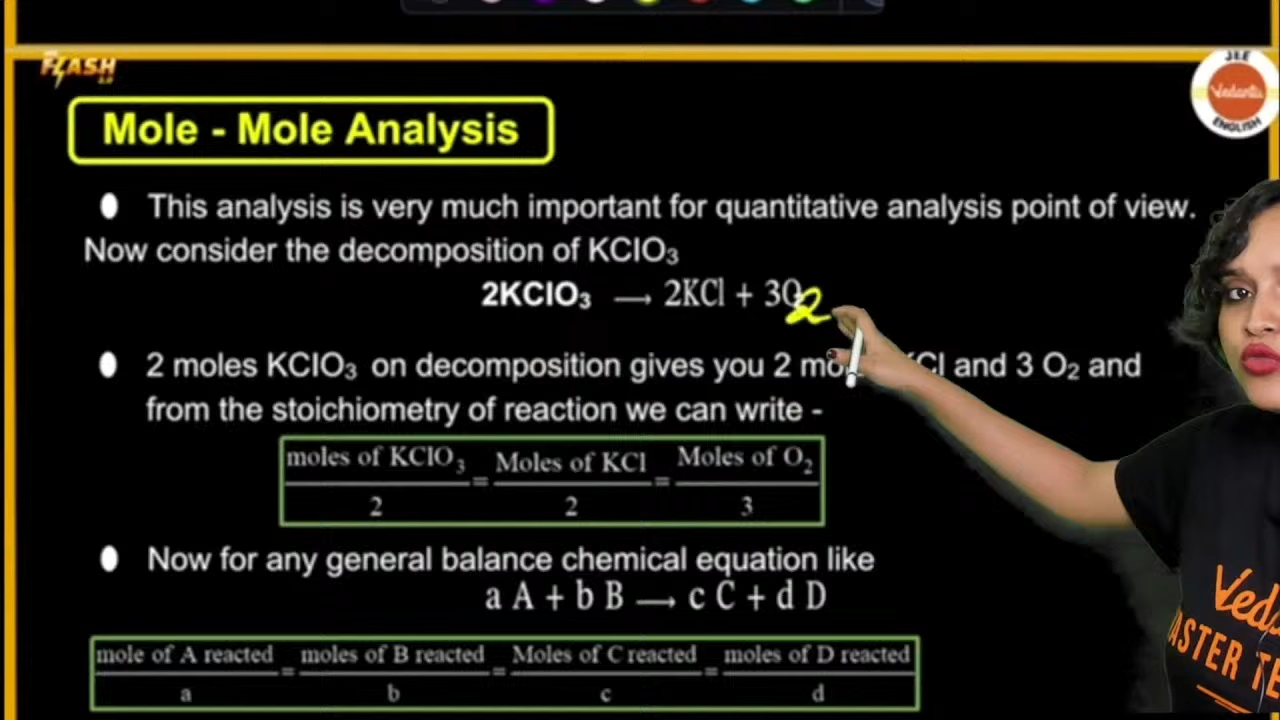 FLASH
JEE
Vedantu
ENGLISH
Mole - Mole Analysis
This analysis is very much important for quantitative analysis point of view.
Now consider the decomposition of KClO₃
2KClO₃ → 2KCl + 3O2
2 moles KClO₃ on decomposition gives you 2 Cl and 3 O₂ and
from the stoichiometry of reaction we can write -
moles of KClO₃ / 2 = Moles of KCl / 2 = Moles of O₂ / 3
Now for any general balance chemical equation like
a A + b B → c C + d D
mole of A reacted / a = moles of B reacted / b = Moles of C reacted / c = moles of D reacted / d